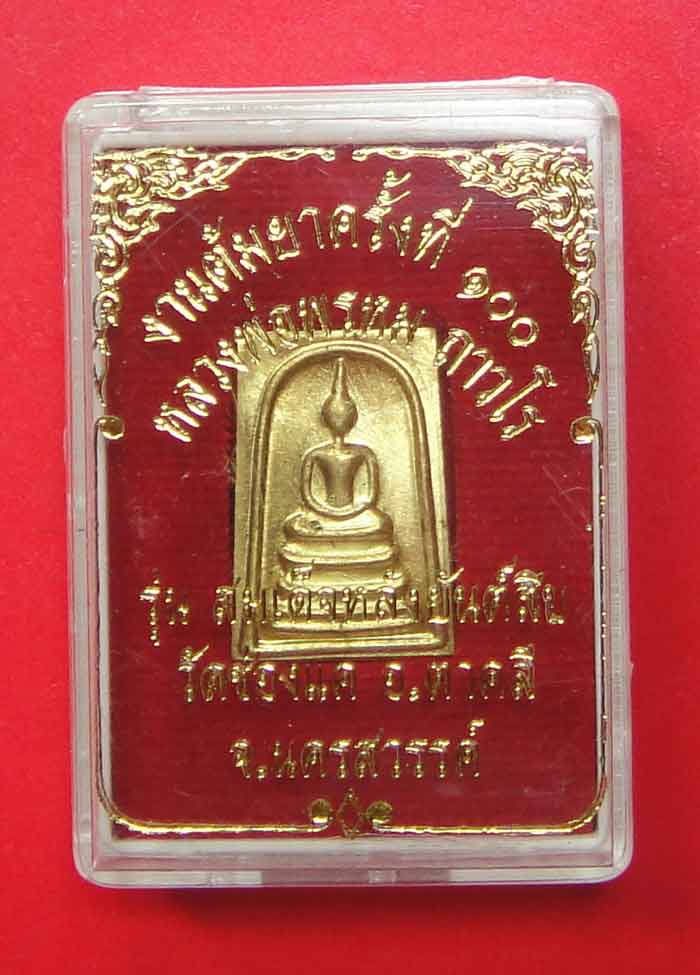 งานต้มยาครั้งที่ ๑๐๐
หลวงพ่อพรหม ถาวโร
รุ่น สมเด็จหลังยันต์สิบ
วัดช่องแค อ.ตาคลี
จ.นครสวรรค์